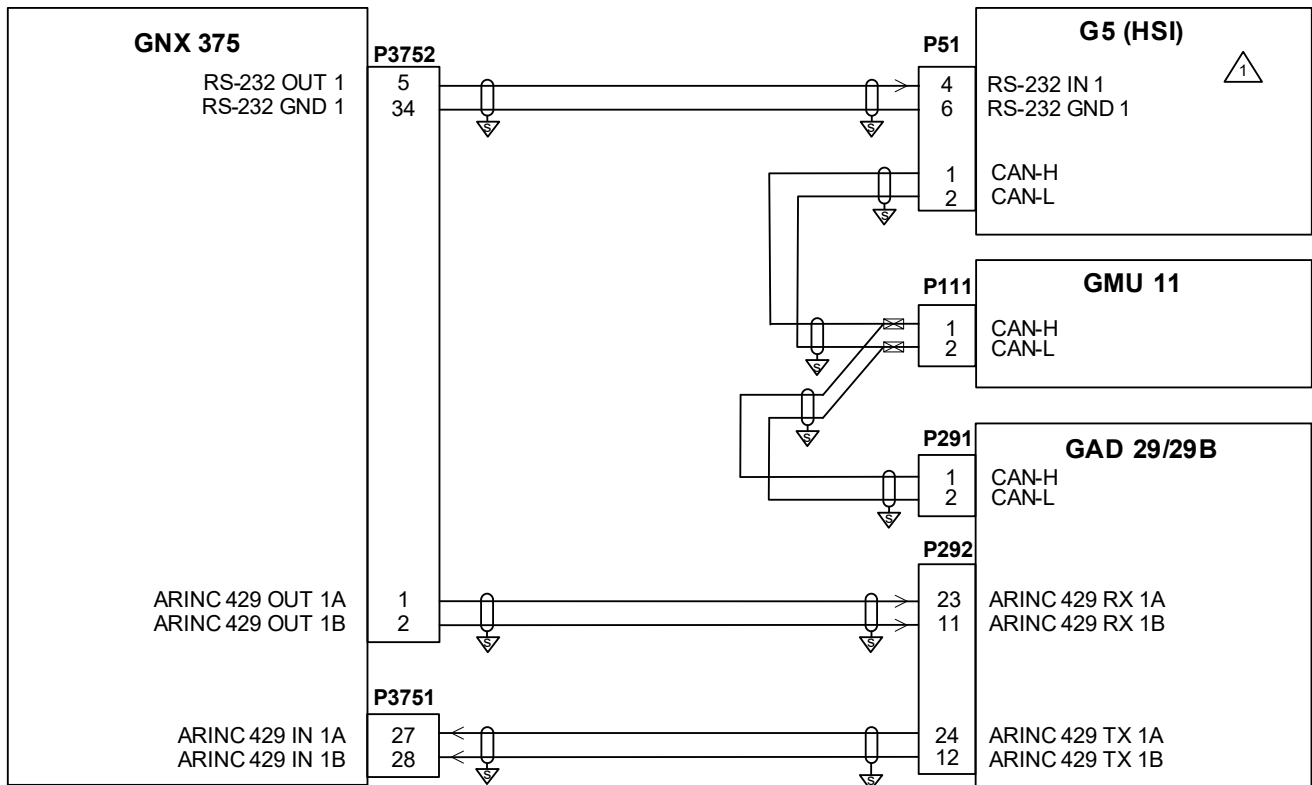 GNX 375
P3752
RS-232 OUT 1 5
RS-232 GND 1 34
P51
G5 (HSI)
1
4 RS-232 IN 1
6 RS-232 GND 1
S S
1 CAN-H
2 CAN-L
S
P111
GMU 11
1 CAN-H
2 CAN-L
S
S
P291
GAD 29/29B
1 CAN-H
2 CAN-L
S
P292
ARINC 429 OUT 1A 1
ARINC 429 OUT 1B 2
23 ARINC 429 RX 1A
11 ARINC 429 RX 1B
S S
P3751
ARINC 429 IN 1A 27
ARINC 429 IN 1B 28
24 ARINC 429 TX 1A
12 ARINC 429 TX 1B
S S